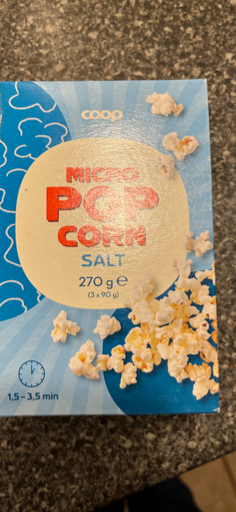 coop
MICRO
POP
CORN
SALT
270 g ℮
(3 x 90 g)
1,5 – 3,5 min